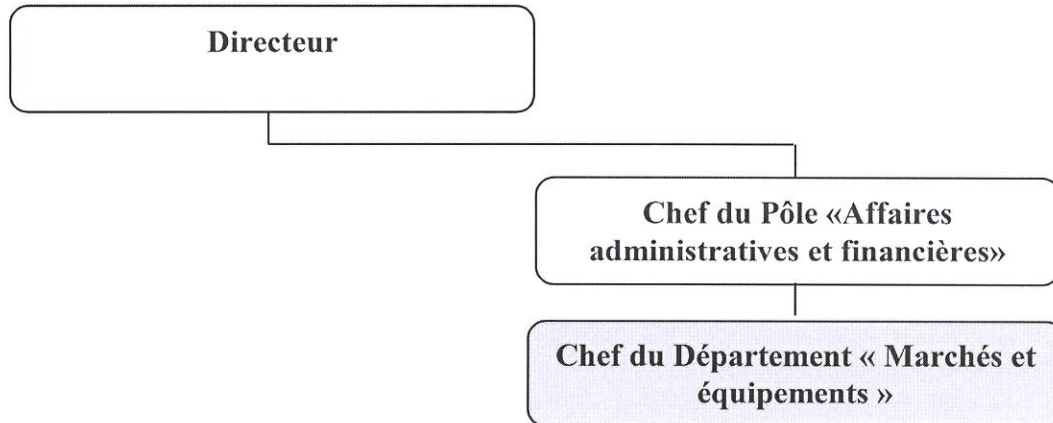 Directeur
Chef du Pôle «Affaires
administratives et financières»
Chef du Département « Marchés et
équipements »